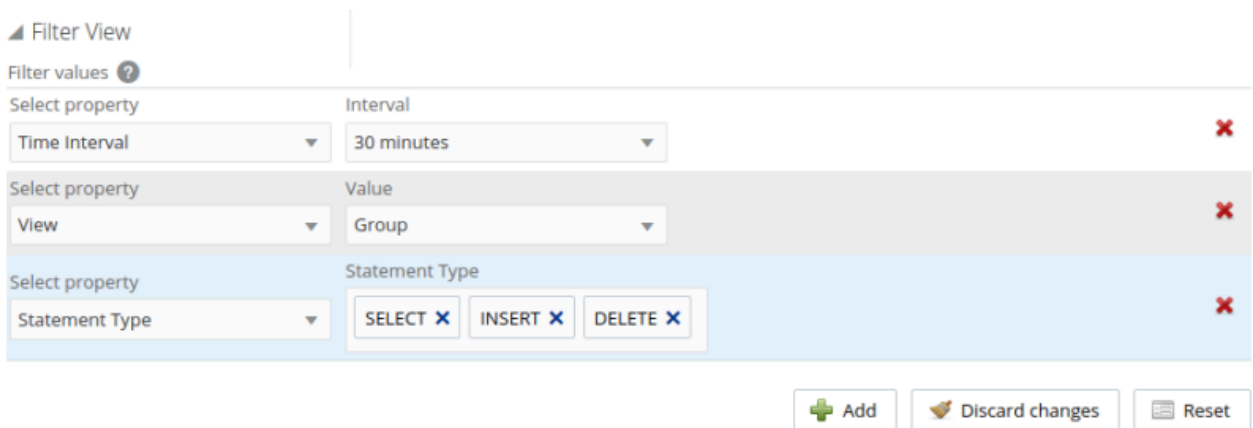 Filter View
Filter values ?
Select property Interval
Time Interval 30 minutes
Select property Value
View Group
Select property Statement Type
Statement Type SELECT INSERT DELETE
Add Discard changes Reset